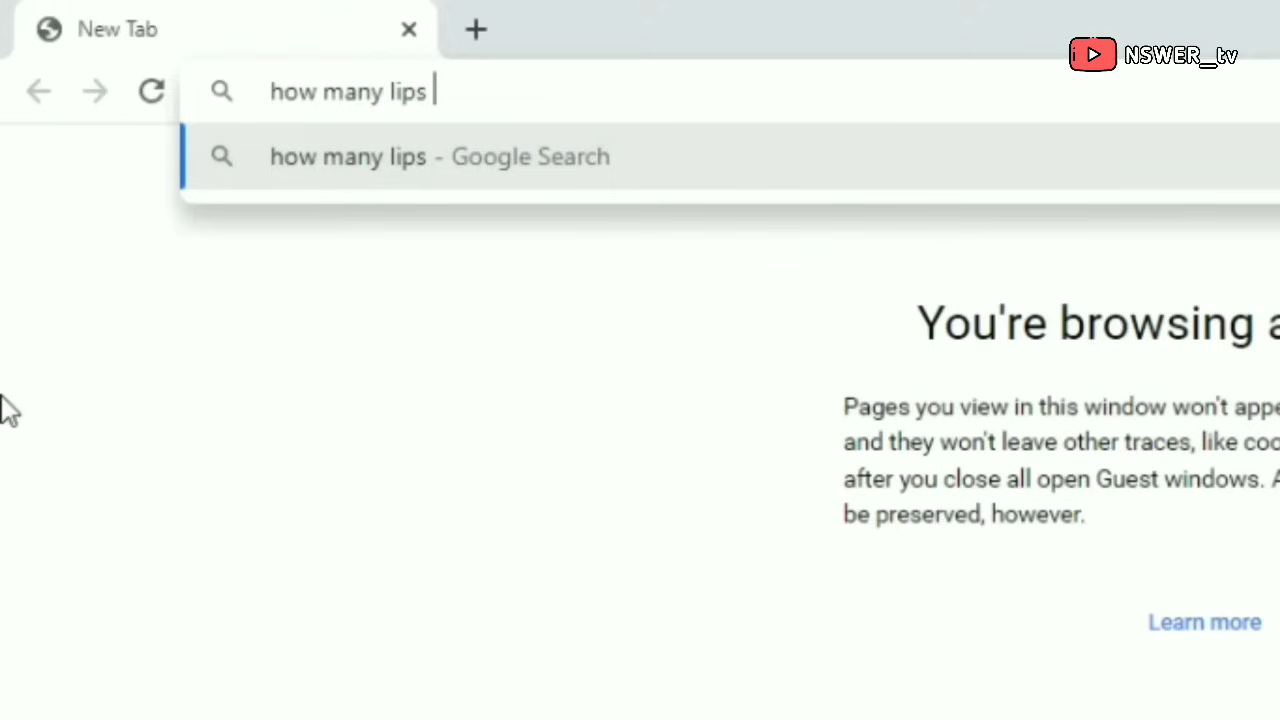 New Tab
iNSWER_tv
how many lips
how many lips - Google Search
You're browsing a
Pages you view in this window won't appe
and they won't leave other traces, like coo
after you close all open Guest windows. A
be preserved, however.
Learn more